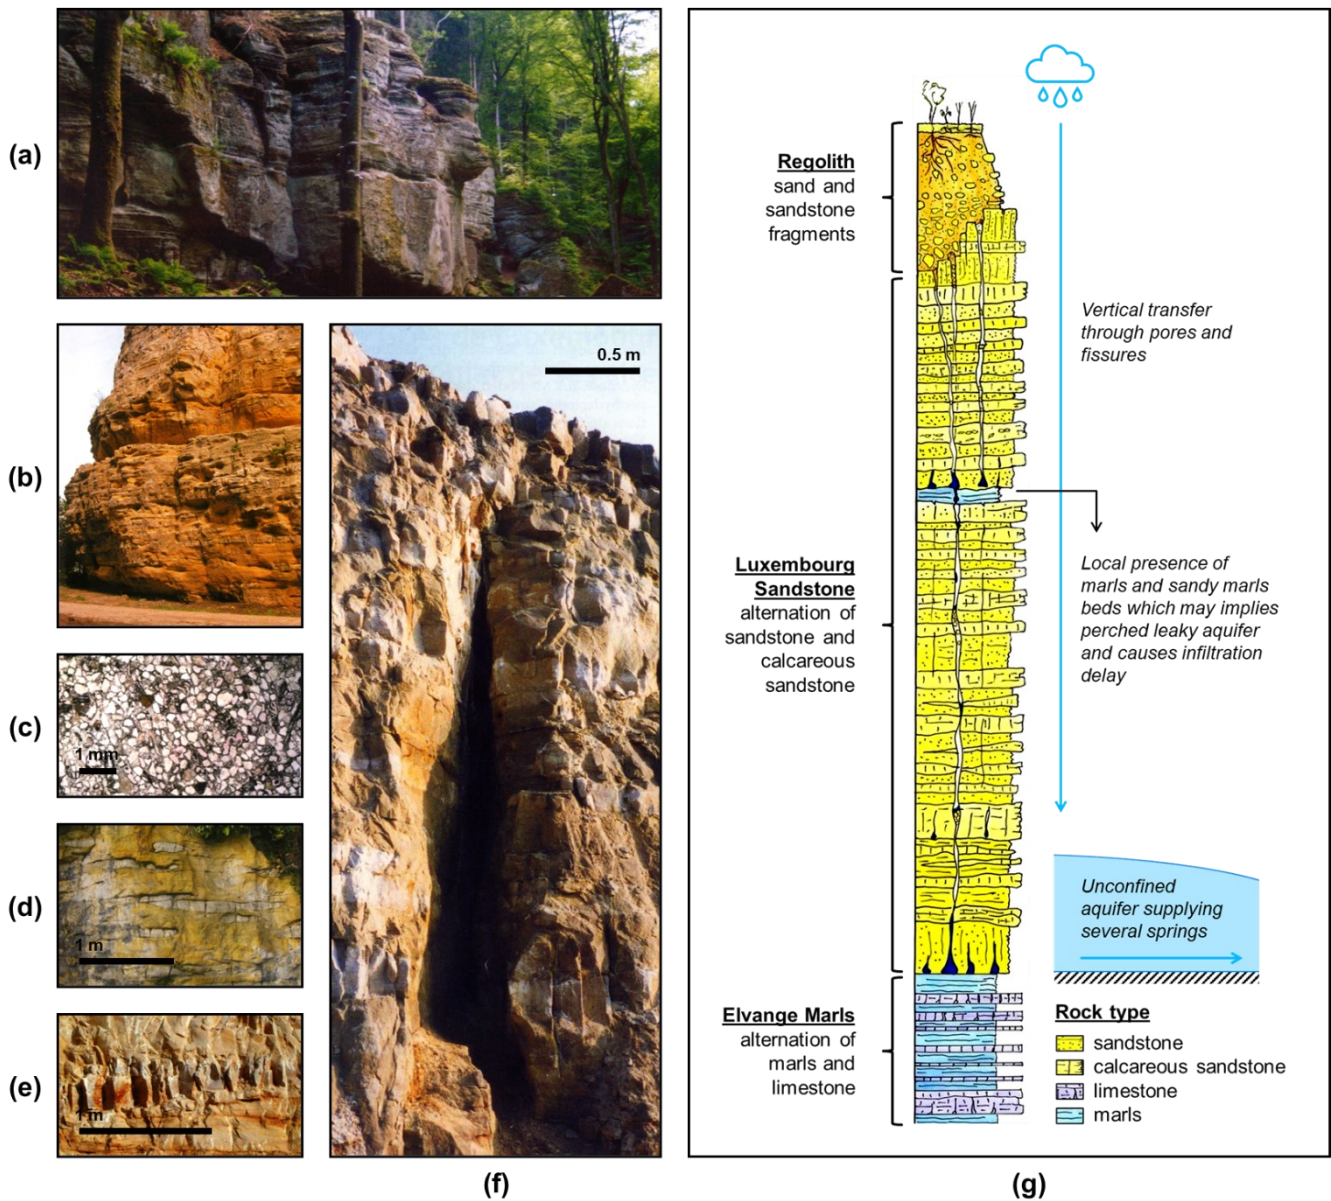 (a)
(b)
(c)
1 mm
(d)
1 m
(e)
1 m
0.5 m
(f)
Regolith
sand and
sandstone
fragments
Vertical transfer
through pores and
fissures
Luxembourg
Sandstone
alternation of
sandstone and
calcareous
sandstone
Local presence of
marls and sandy marls
beds which may implies
perched leaky aquifer
and causes infiltration
delay
Unconfined
aquifer supplying
several springs
Elvange Marls
alternation of
marls and
limestone
Rock type
sandstone
calcareous sandstone
limestone
marls
(g)